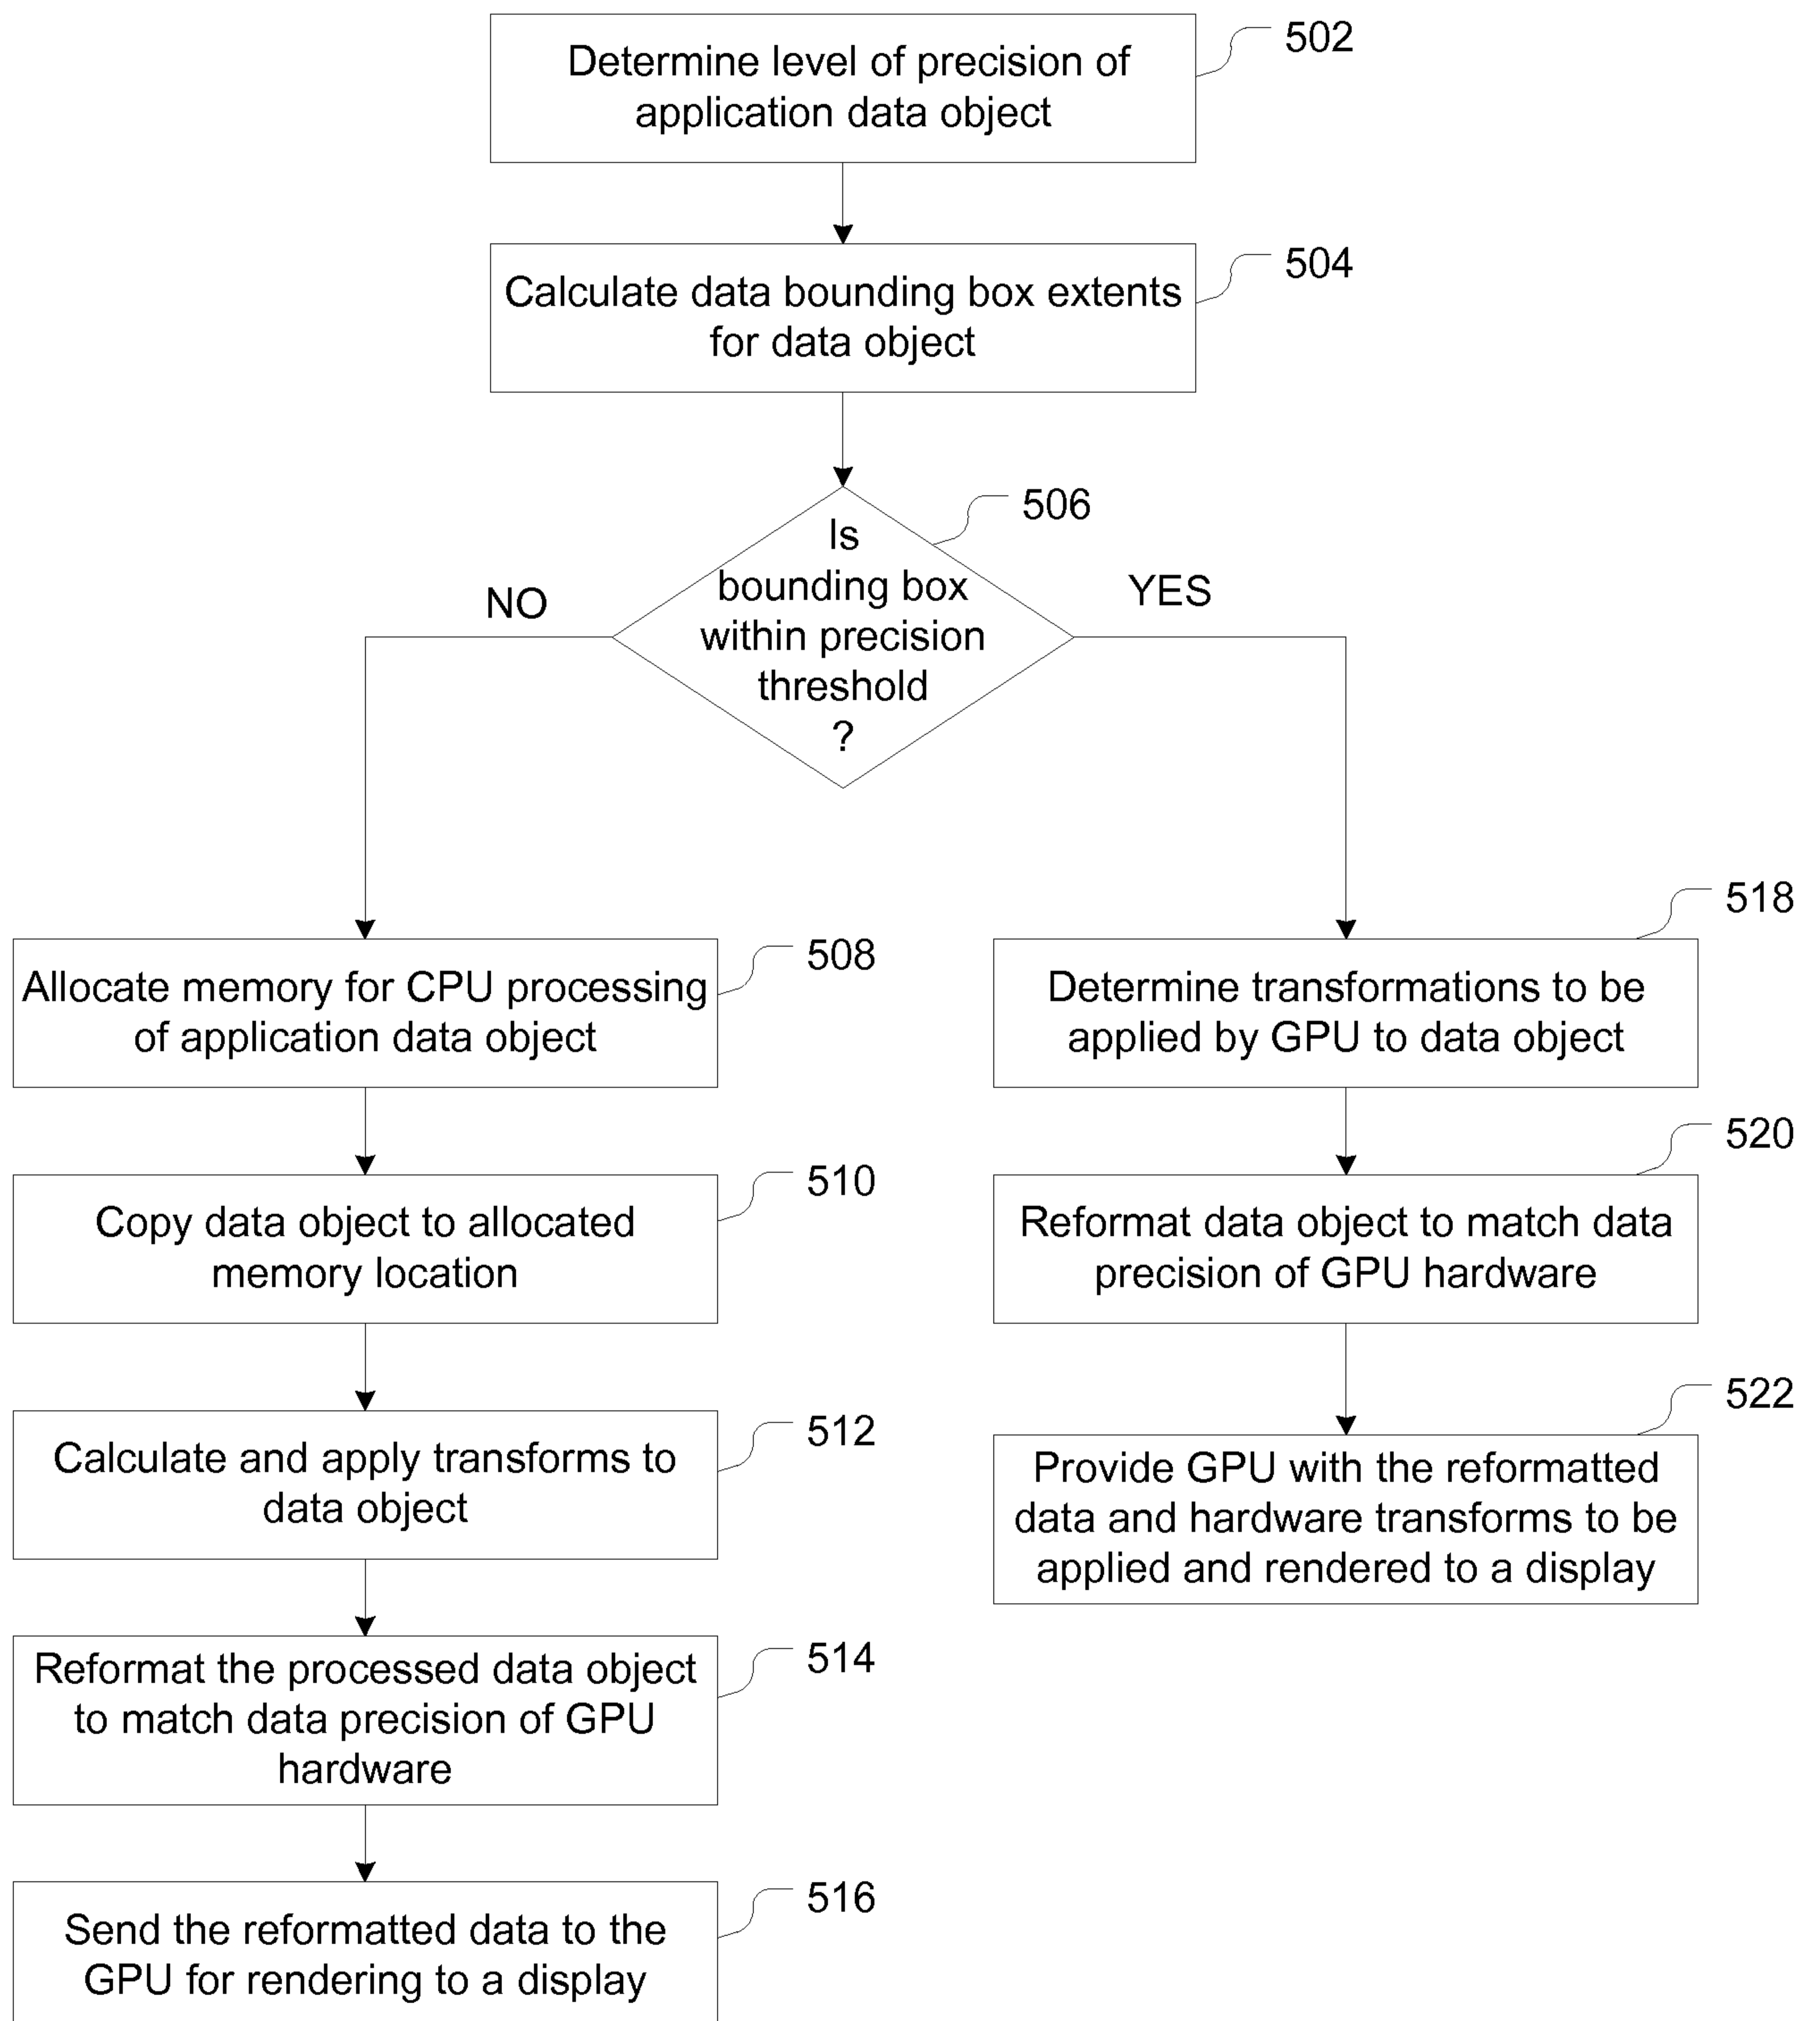 Determine level of precision of
application data object
502
Calculate data bounding box extents
for data object
504
Is
bounding box
within precision
threshold
?
506
NO
YES
Allocate memory for CPU processing
of application data object
508
Copy data object to allocated
memory location
510
Calculate and apply transforms to
data object
512
Reformat the processed data object
to match data precision of GPU
hardware
514
Send the reformatted data to the
GPU for rendering to a display
516
Determine transformations to be
applied by GPU to data object
518
Reformat data object to match data
precision of GPU hardware
520
Provide GPU with the reformatted
data and hardware transforms to be
applied and rendered to a display
522